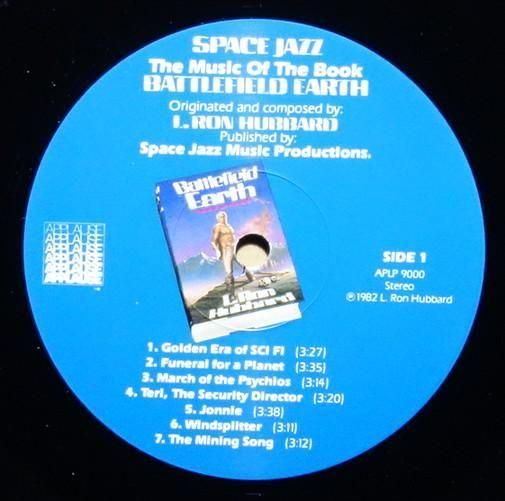 SPACE JAZZ
The Music Of The Book
BATTLEFIELD EARTH
Originated and composed by:
L. RON HUBBARD
Published by:
Space Jazz Music Productions.
Battlefield
Earth
L. Ron
Hubbard
APPLAUSE
APPLAUSE
APPLAUSE
APPLAUSE
APPLAUSE
SIDE 1
APLP 9000
Stereo
℗1982 L. Ron Hubbard
1. Golden Era of SCI FI (3:27)
2. Funeral for a Planet (3:35)
3. March of the Psychlos (3:14)
4. Terl, The Security Director (3:20)
5. Jonnie (3:38)
6. Windsplitter (3:11)
7. The Mining Song (3:12)